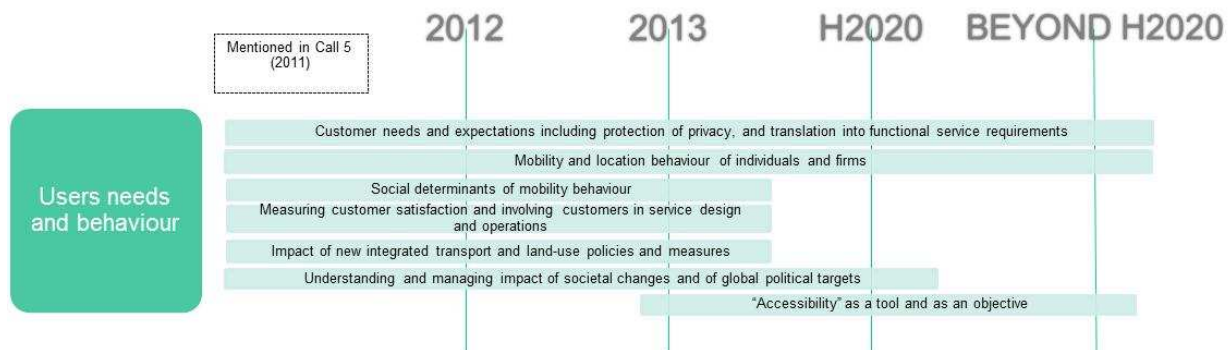 2012 2013 H2020 BEYOND H2020
Mentioned in Call 5
(2011)
Users needs
and behaviour
Customer needs and expectations including protection of privacy, and translation into functional service requirements
Mobility and location behaviour of individuals and firms
Social determinants of mobility behaviour
Measuring customer satisfaction and involving customers in service design
and operations
Impact of new integrated transport and land-use policies and measures
Understanding and managing impact of societal changes and of global political targets
"Accessibility" as a tool and as an objective